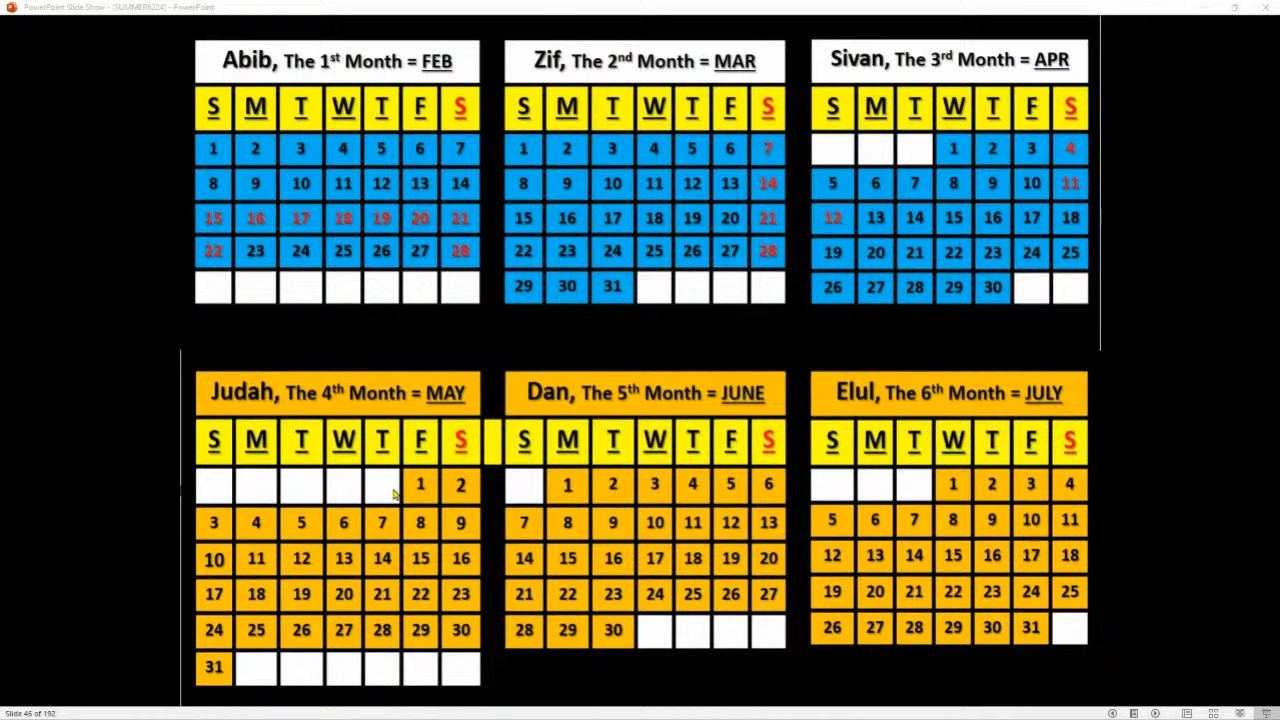 PowerPoint Slide Show - [SUMMER6224] - PowerPoint
Abib, The 1st Month = FEB
S M T W T F S
1 2 3 4 5 6 7
8 9 10 11 12 13 14
15 16 17 18 19 20 21
22 23 24 25 26 27 28
Zif, The 2nd Month = MAR
S M T W T F S
1 2 3 4 5 6 7
8 9 10 11 12 13 14
15 16 17 18 19 20 21
22 23 24 25 26 27 28
29 30 31
Sivan, The 3rd Month = APR
S M T W T F S
1 2 3 4
5 6 7 8 9 10 11
12 13 14 15 16 17 18
19 20 21 22 23 24 25
26 27 28 29 30
Judah, The 4th Month = MAY
S M T W T F S
1 2
3 4 5 6 7 8 9
10 11 12 13 14 15 16
17 18 19 20 21 22 23
24 25 26 27 28 29 30
31
Dan, The 5th Month = JUNE
S M T W T F S
1 2 3 4 5 6
7 8 9 10 11 12 13
14 15 16 17 18 19 20
21 22 23 24 25 26 27
28 29 30
Elul, The 6th Month = JULY
S M T W T F S
1 2 3 4
5 6 7 8 9 10 11
12 13 14 15 16 17 18
19 20 21 22 23 24 25
26 27 28 29 30 31
Slide 46 of 192